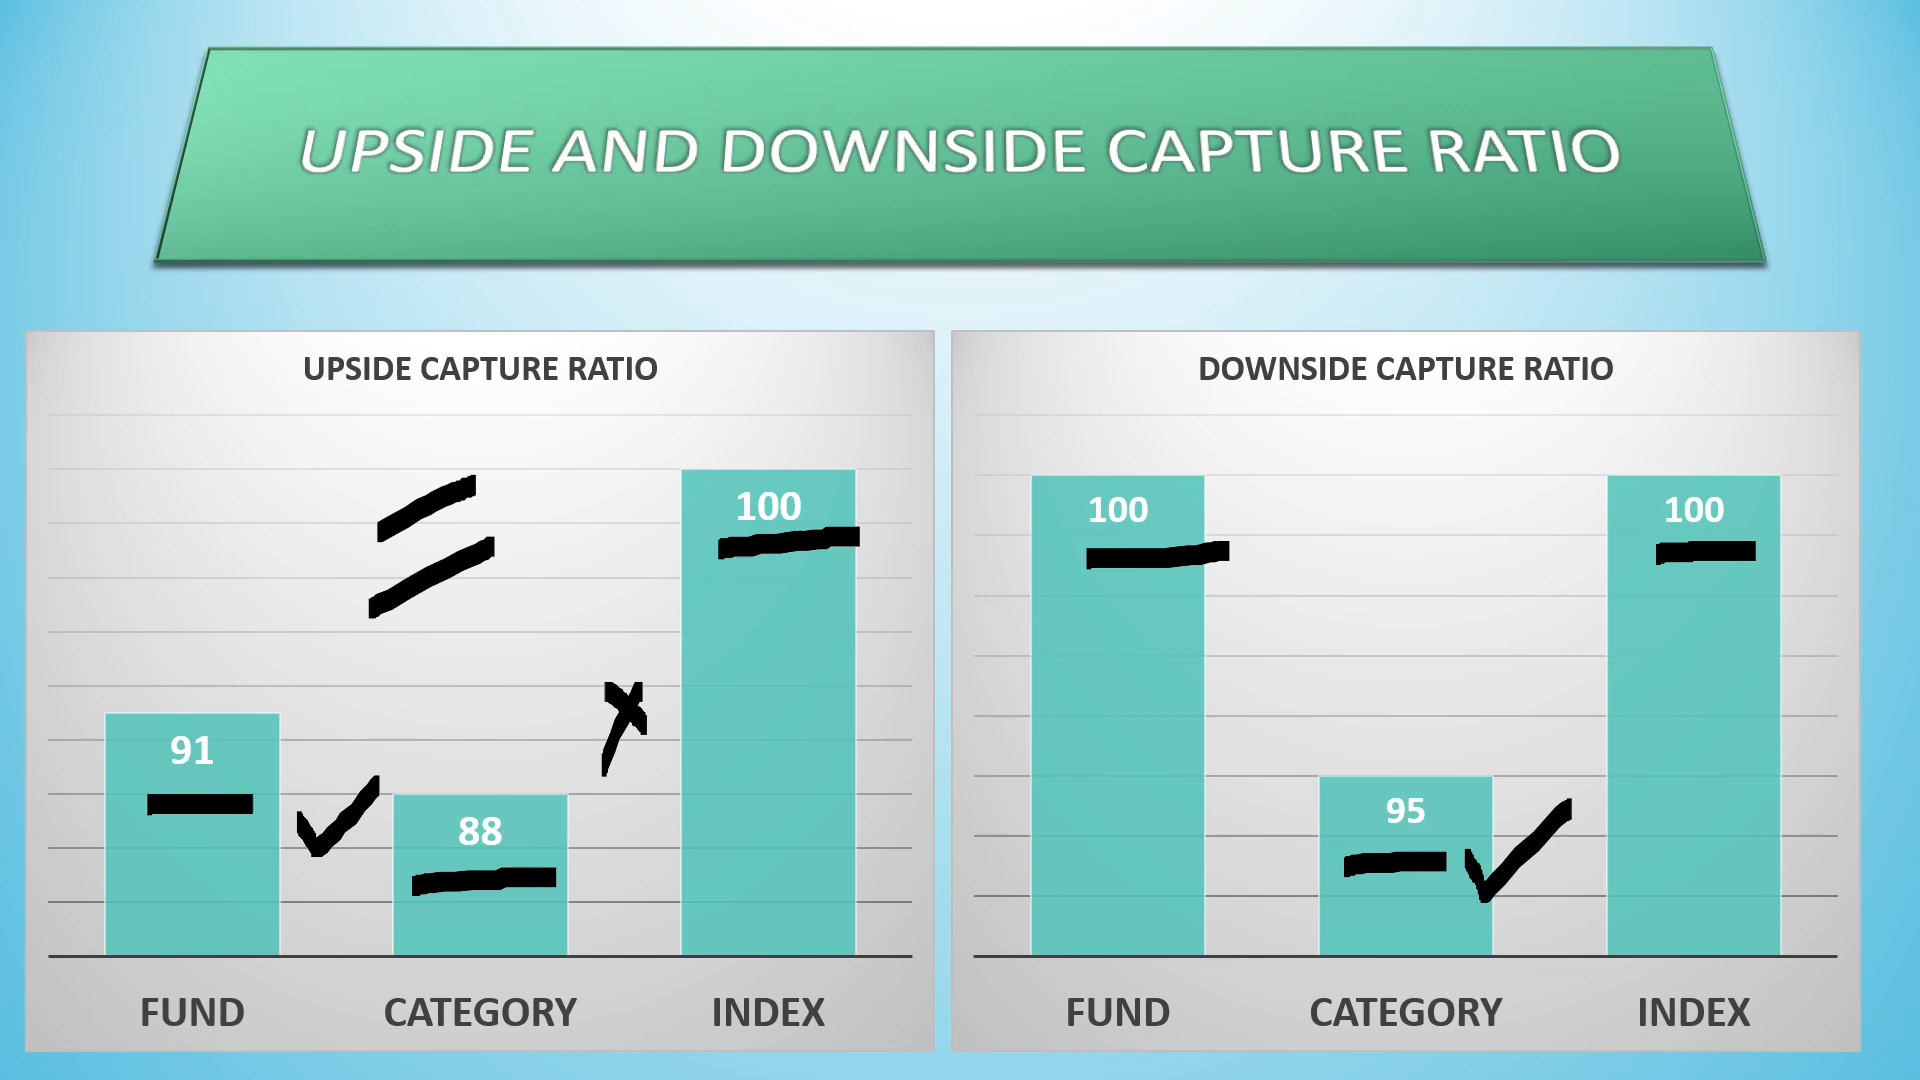 UPSIDE AND DOWNSIDE CAPTURE RATIO
UPSIDE CAPTURE RATIO
100
91
88
FUND CATEGORY INDEX
DOWNSIDE CAPTURE RATIO
100 100
95
FUND CATEGORY INDEX